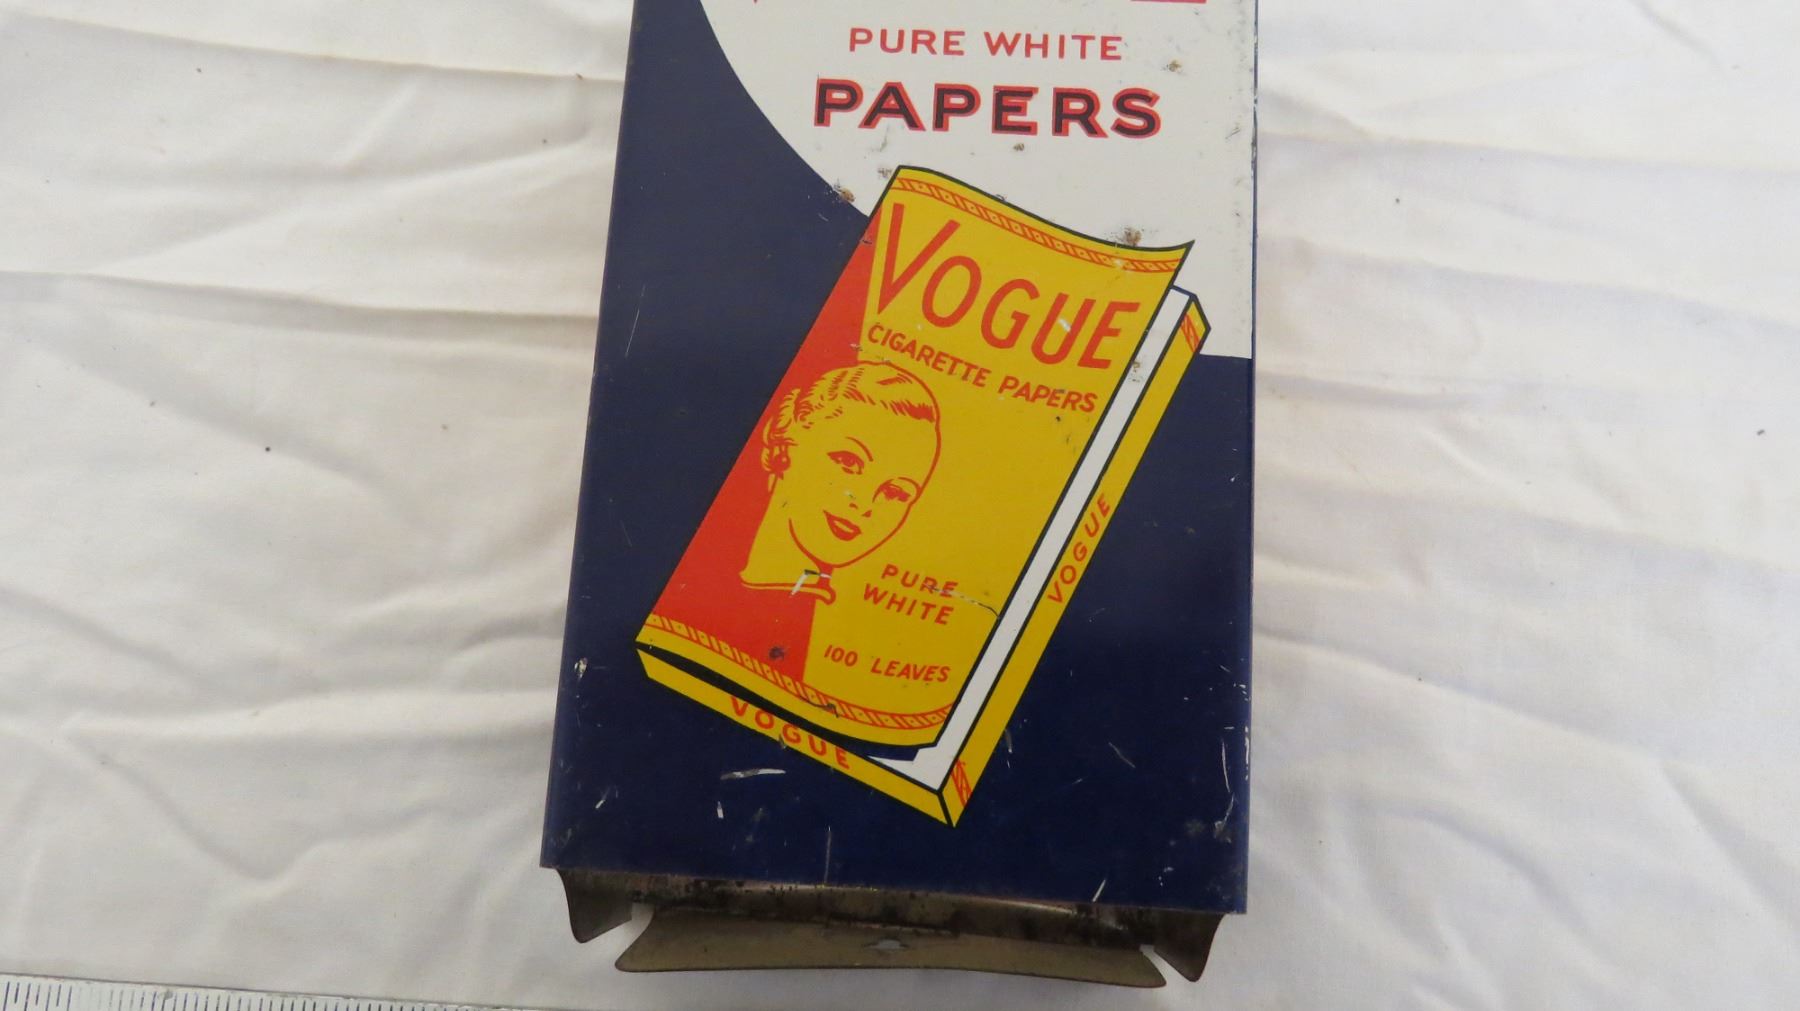 PURE WHITE
PAPERS
VOGUE
CIGARETTE PAPERS
PURE
WHITE
100 LEAVES
VOGUE
VOGUE